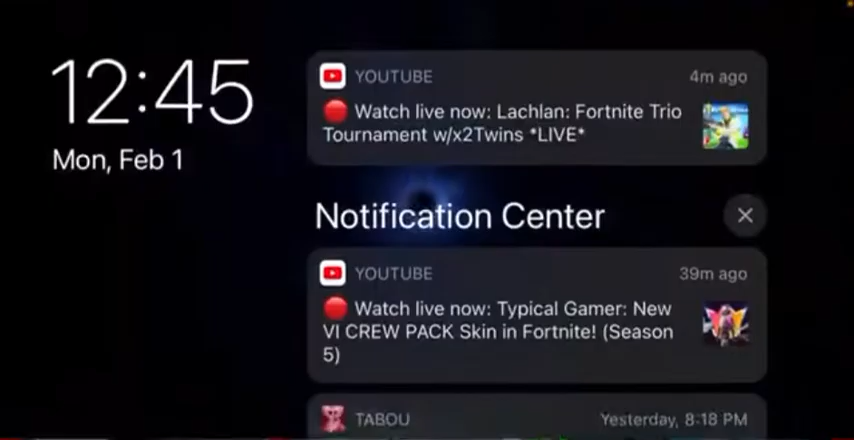 12:45
Mon, Feb 1
YOUTUBE 4m ago
🔴 Watch live now: Lachlan: Fortnite Trio
Tournament w/x2Twins *LIVE*
Notification Center
YOUTUBE 39m ago
🔴 Watch live now: Typical Gamer: New
VI CREW PACK Skin in Fortnite! (Season
5)
TABOU Yesterday, 8:18 PM